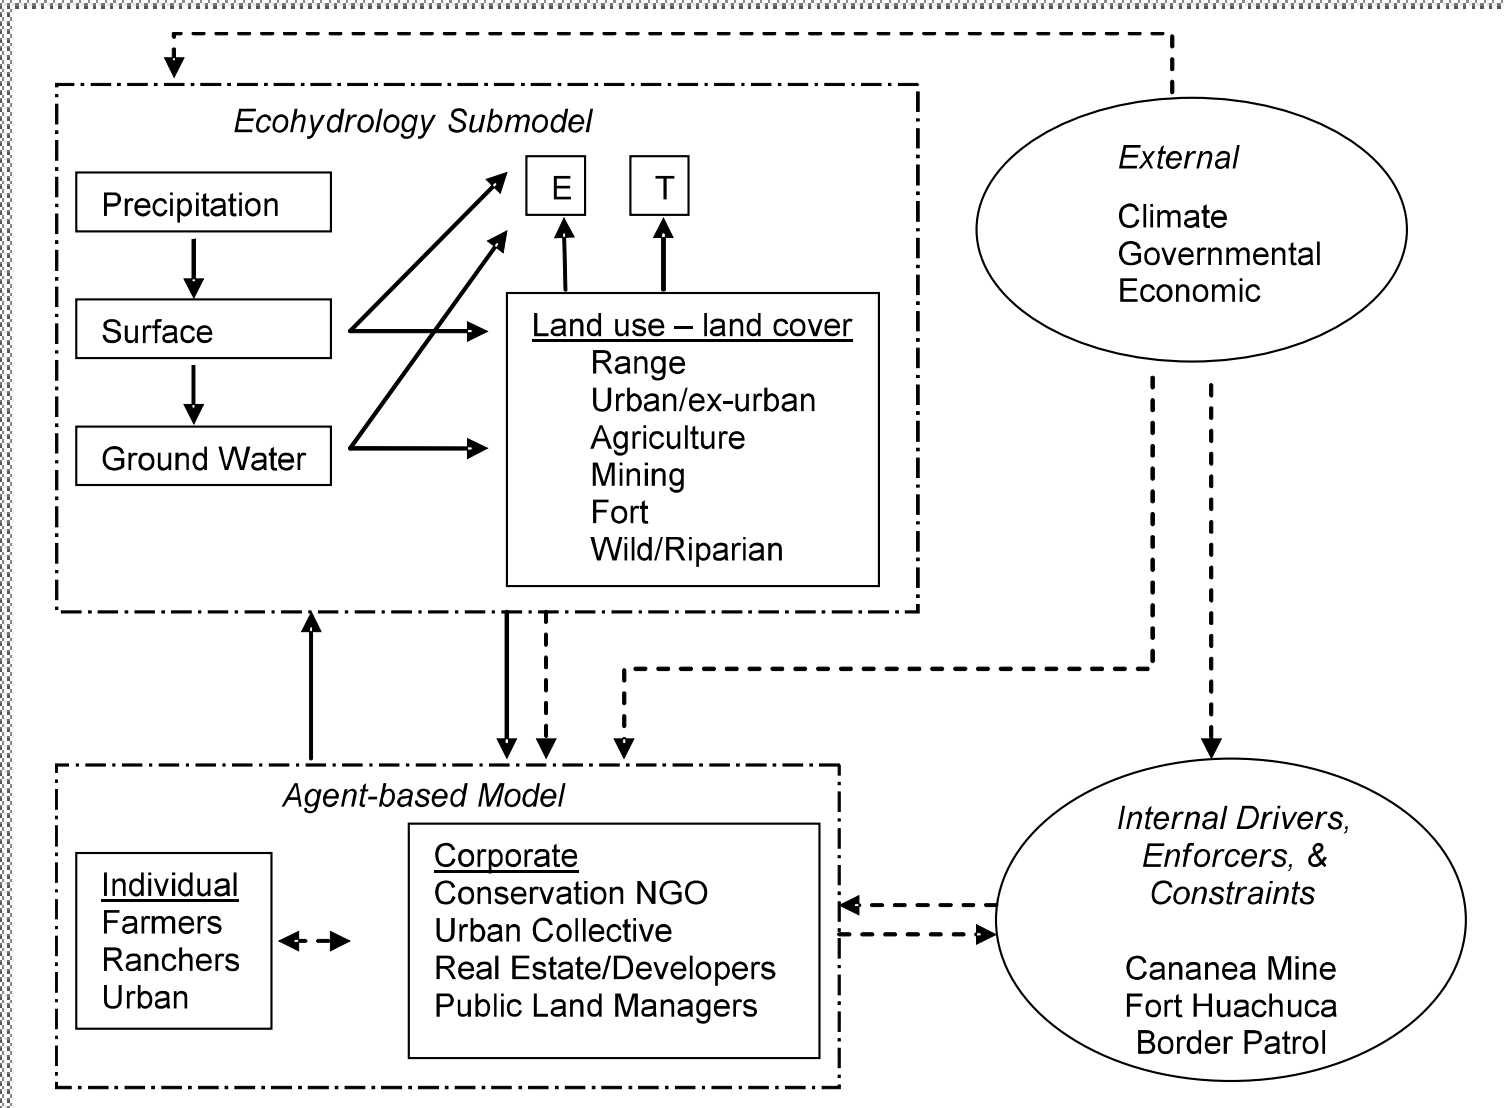 Ecohydrology Submodel
Precipitation
Surface
Ground Water
E
T
Land use – land cover
Range
Urban/ex-urban
Agriculture
Mining
Fort
Wild/Riparian
External
Climate
Governmental
Economic
Agent-based Model
Individual
Farmers
Ranchers
Urban
Corporate
Conservation NGO
Urban Collective
Real Estate/Developers
Public Land Managers
Internal Drivers,
Enforcers, &
Constraints
Cananea Mine
Fort Huachuca
Border Patrol